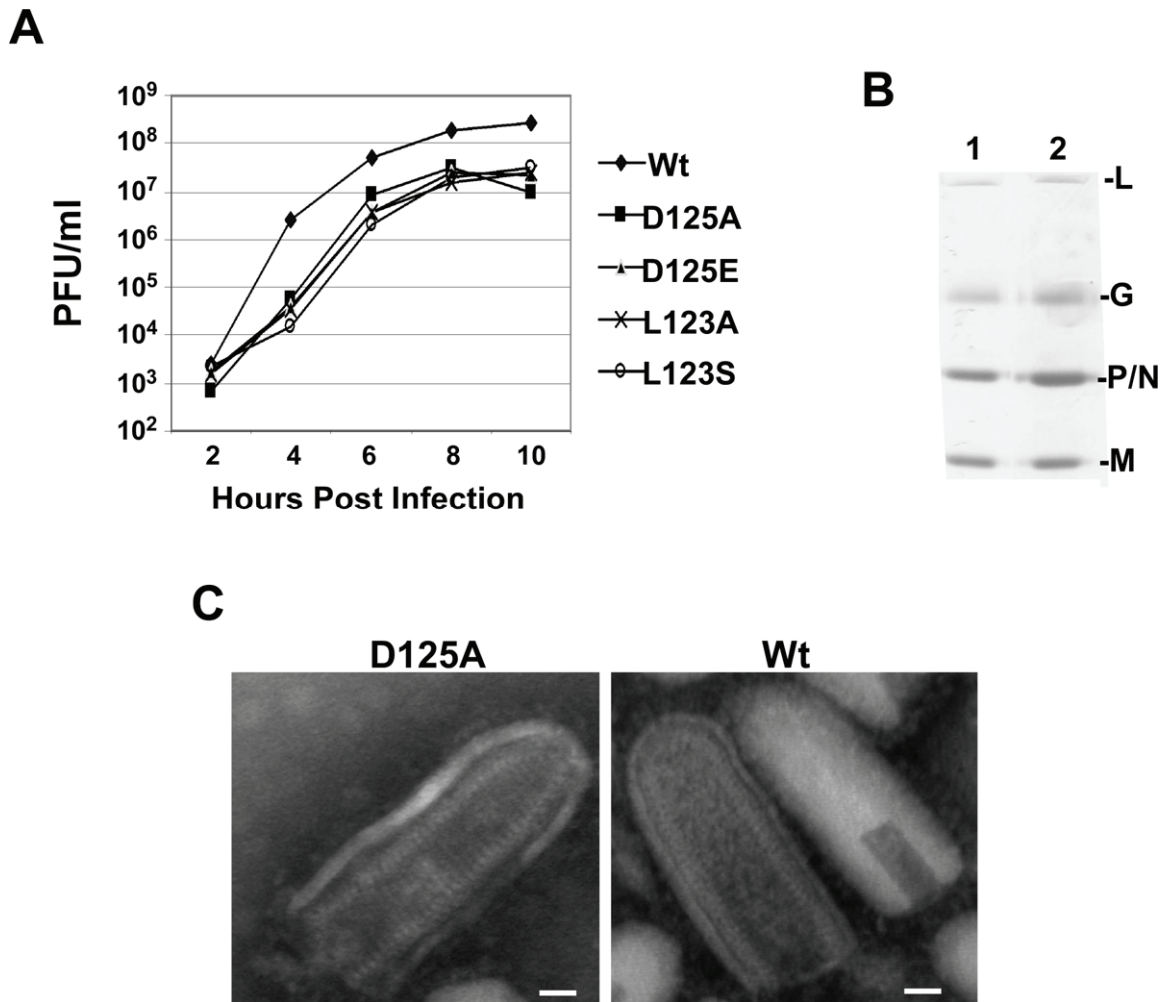 A
10⁹
10⁸
10⁷
10⁶
10⁵
10⁴
10³
10²
PFU/ml
2 4 6 8 10
Hours Post Infection
Wt
D125A
D125E
L123A
L123S
B
1 2
-L
-G
-P/N
-M
C
D125A
Wt